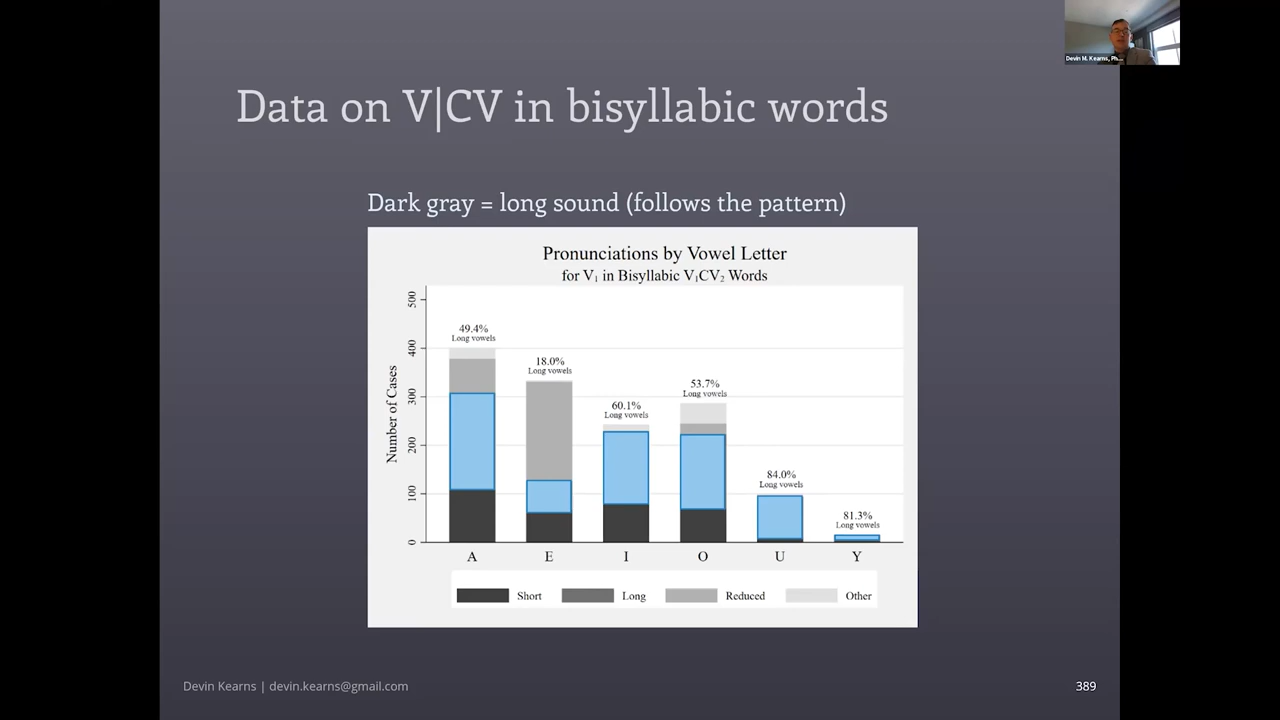 Devin M. Kearns, Ph...
Data on V|CV in bisyllabic words
Dark gray = long sound (follows the pattern)
Pronunciations by Vowel Letter
for V₁ in Bisyllabic V₁CV₂ Words
Number of Cases
500
400
300
200
100
0
49.4%
Long vowels
18.0%
Long vowels
60.1%
Long vowels
53.7%
Long vowels
84.0%
Long vowels
81.3%
Long vowels
A E I O U Y
Short Long Reduced Other
Devin Kearns | devin.kearns@gmail.com
389